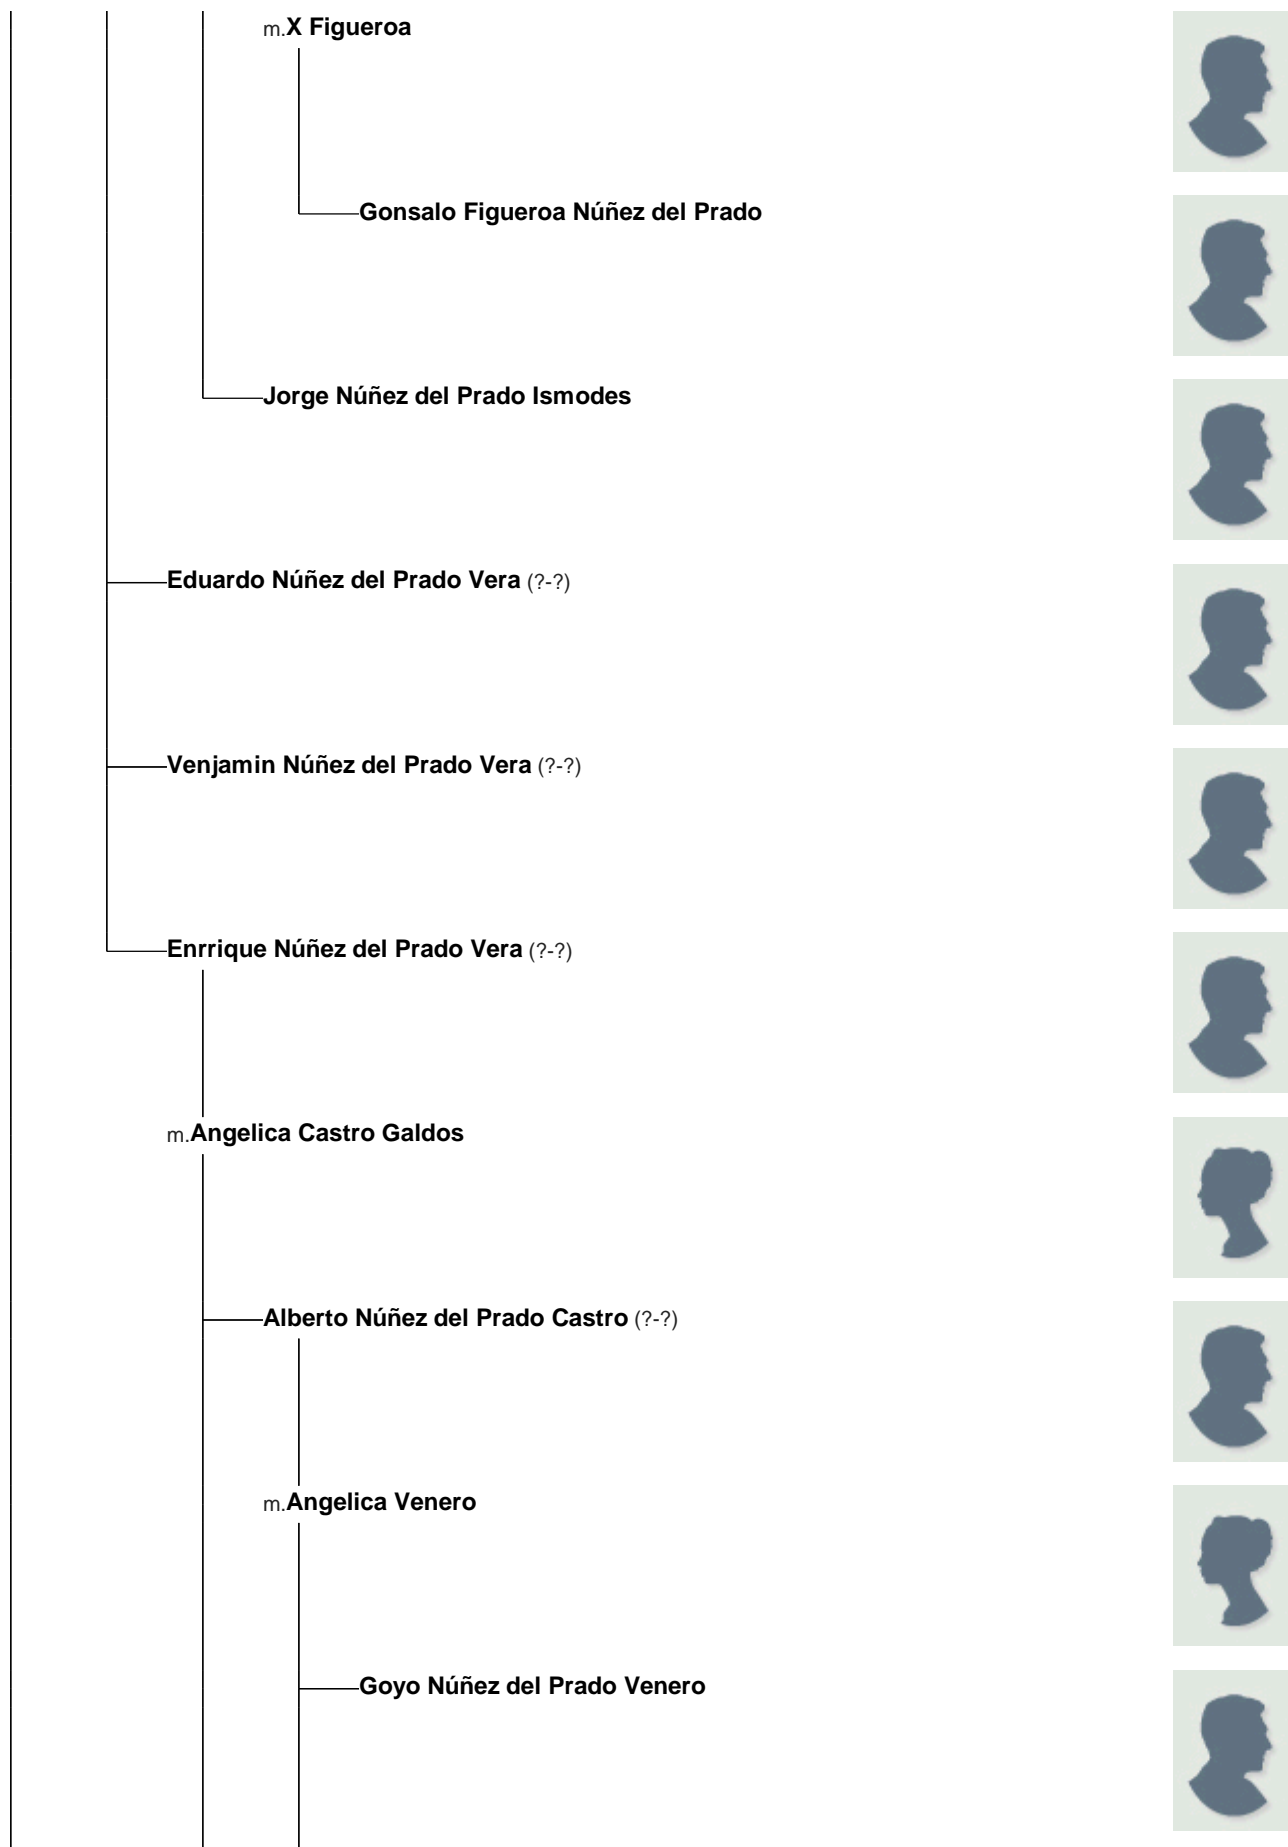 m.X Figueroa
Gonsalo Figueroa Núñez del Prado
Jorge Núñez del Prado Ismodes
Eduardo Núñez del Prado Vera (?-?)
Venjamin Núñez del Prado Vera (?-?)
Enrrique Núñez del Prado Vera (?-?)
m.Angelica Castro Galdos
Alberto Núñez del Prado Castro (?-?)
m.Angelica Venero
Goyo Núñez del Prado Venero